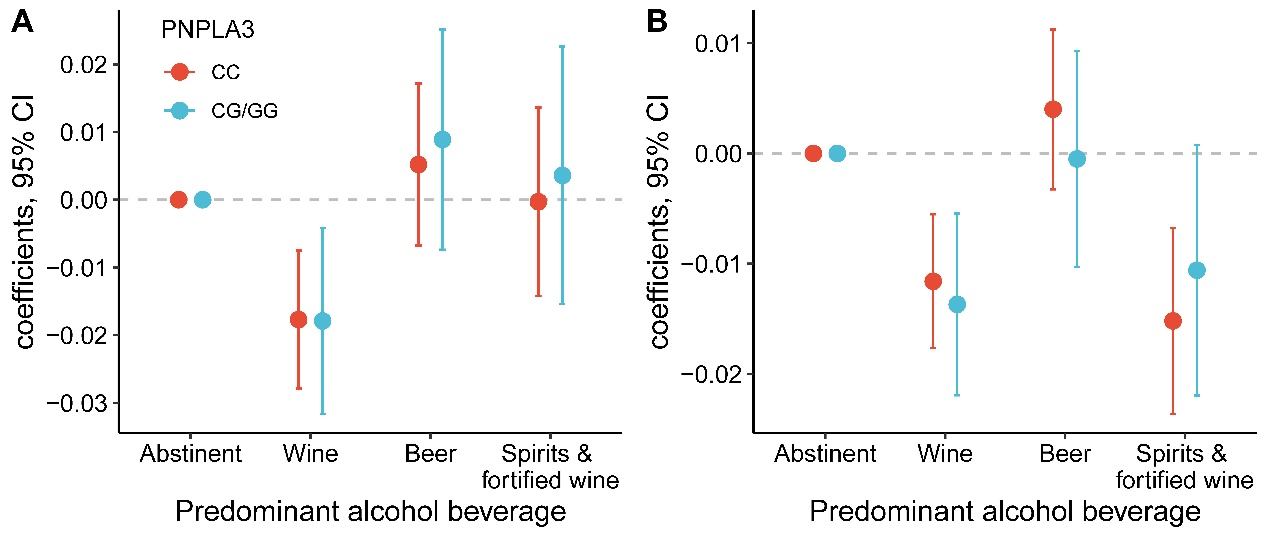 A
PNPLA3
CC
CG/GG
coefficients, 95% CI
0.02
0.01
0.00
−0.01
−0.02
−0.03
Abstinent
Wine
Beer
Spirits &
fortified wine
Predominant alcohol beverage
B
coefficients, 95% CI
0.01
0.00
−0.01
−0.02
Abstinent
Wine
Beer
Spirits &
fortified wine
Predominant alcohol beverage